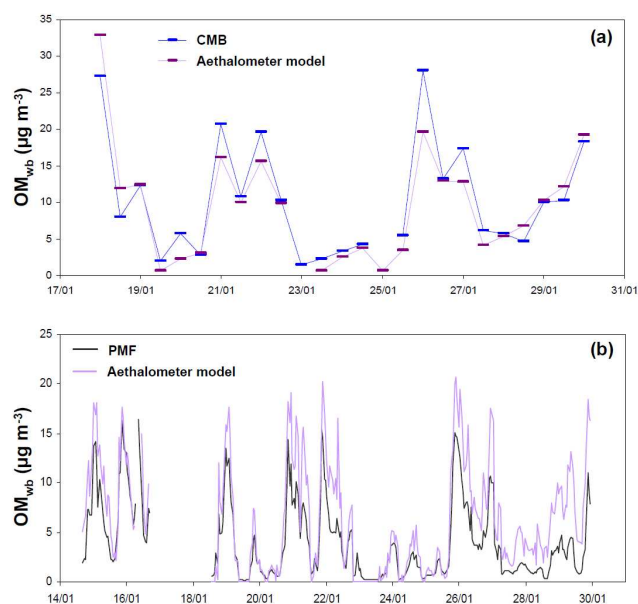 35
30
25
20
15
10
5
0
OMwb (µg m-3)
CMB
Aethalometer model
(a)
17/01 19/01 21/01 23/01 25/01 27/01 29/01 31/01
25
20
15
10
5
0
OMwb (µg m-3)
PMF
Aethalometer model
(b)
14/01 16/01 18/01 20/01 22/01 24/01 26/01 28/01 30/01